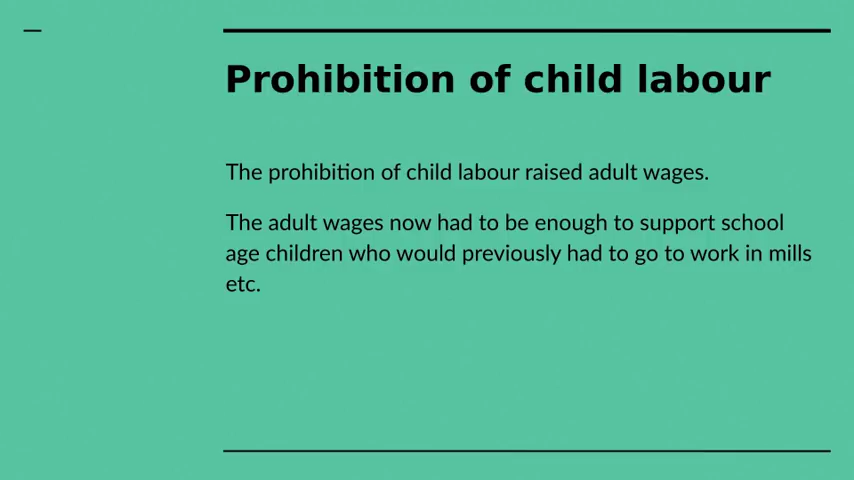 Prohibition of child labour
The prohibition of child labour raised adult wages.
The adult wages now had to be enough to support school
age children who would previously had to go to work in mills
etc.